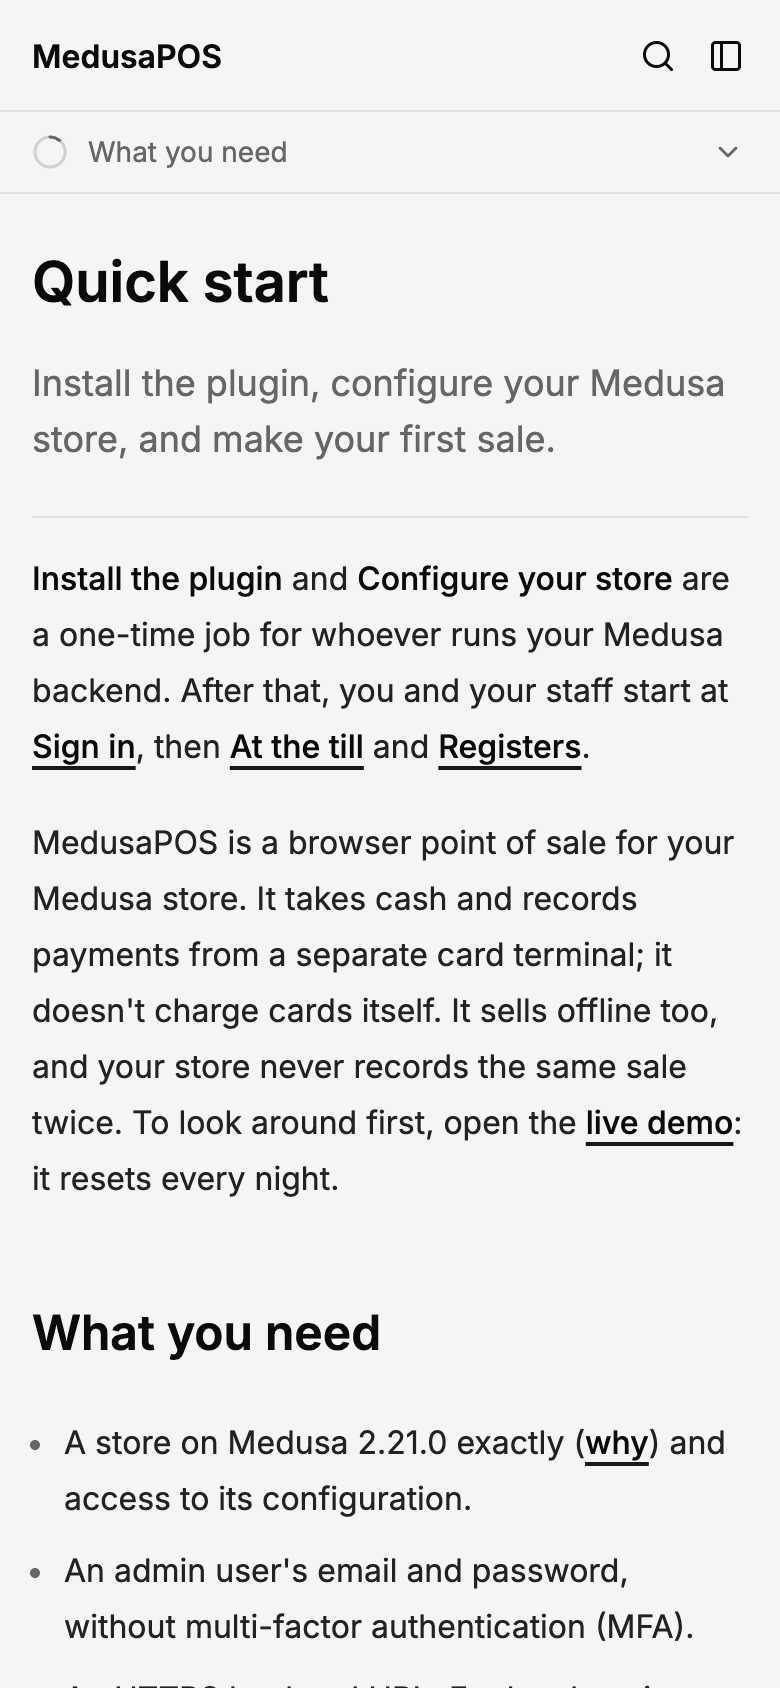 MedusaPOS
What you need
Quick start
Install the plugin, configure your Medusa
store, and make your first sale.
Install the plugin and Configure your store are
a one-time job for whoever runs your Medusa
backend. After that, you and your staff start at
Sign in, then At the till and Registers.
MedusaPOS is a browser point of sale for your
Medusa store. It takes cash and records
payments from a separate card terminal; it
doesn't charge cards itself. It sells offline too,
and your store never records the same sale
twice. To look around first, open the live demo:
it resets every night.
What you need
A store on Medusa 2.21.0 exactly (why) and
access to its configuration.
An admin user's email and password,
without multi-factor authentication (MFA).